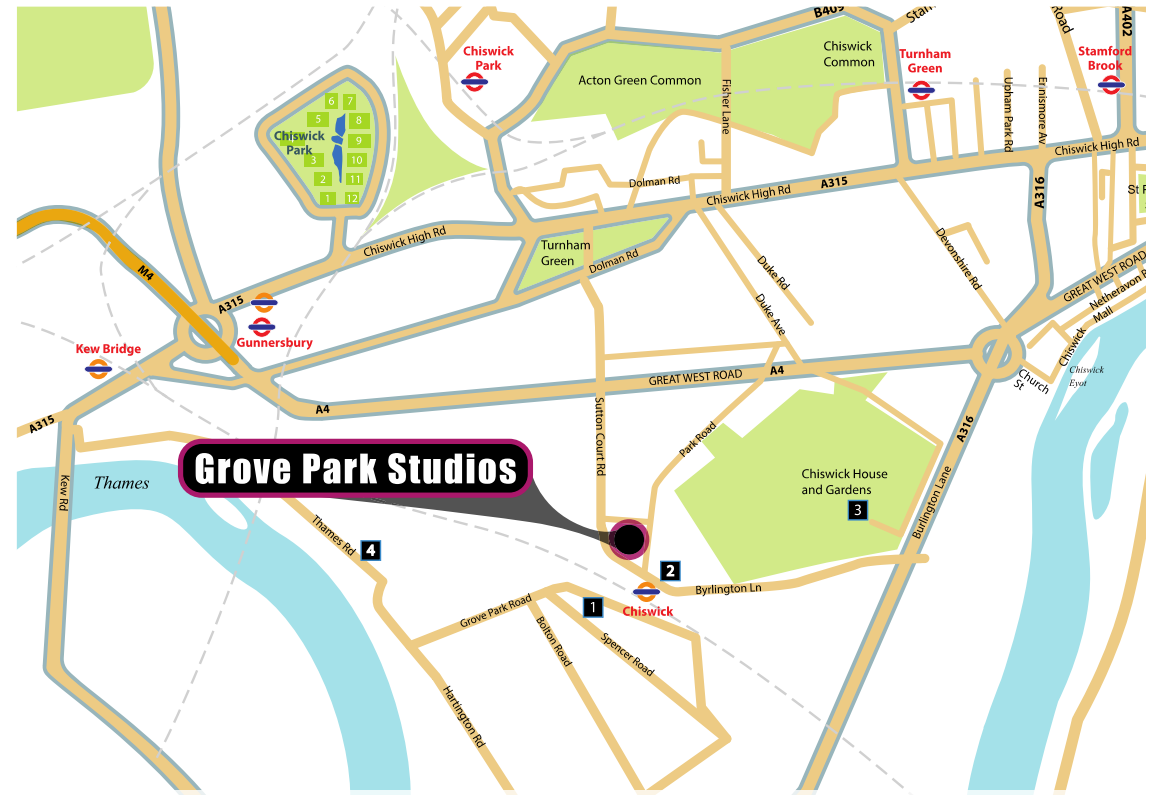 B409
Stam
Road
A402
Chiswick
Park
Acton Green Common
Chiswick
Common
Turnham
Green
Stamford
Brook
Fisher Lane
Upham Park Rd
Ennismore Av
6 7
5 8
Chiswick
Park
9
3 10
2 11
1 12
Chiswick High Rd
Dolman Rd
Chiswick High Rd
A315
A316
St P
Chiswick High Rd
Turnham
Green
Dolman Rd
Duke Rd
Duke Ave
Devonshire Rd
GREAT WEST ROAD
Netheravon R
Mall
Chiswick
M4
A315
Gunnersbury
Kew Bridge
A315
A4
GREAT WEST ROAD
A4
Church
St
Chiswick
Eyot
Sutton Court Rd
Park Road
A316
Burlington Lane
Chiswick House
and Gardens
3
Grove Park Studios
Thames
Kew Rd
Thames Rd
4
2
Chiswick
Byrlington Ln
1
Grove Park Road
Bolton Road
Spencer Road
Hartington Rd